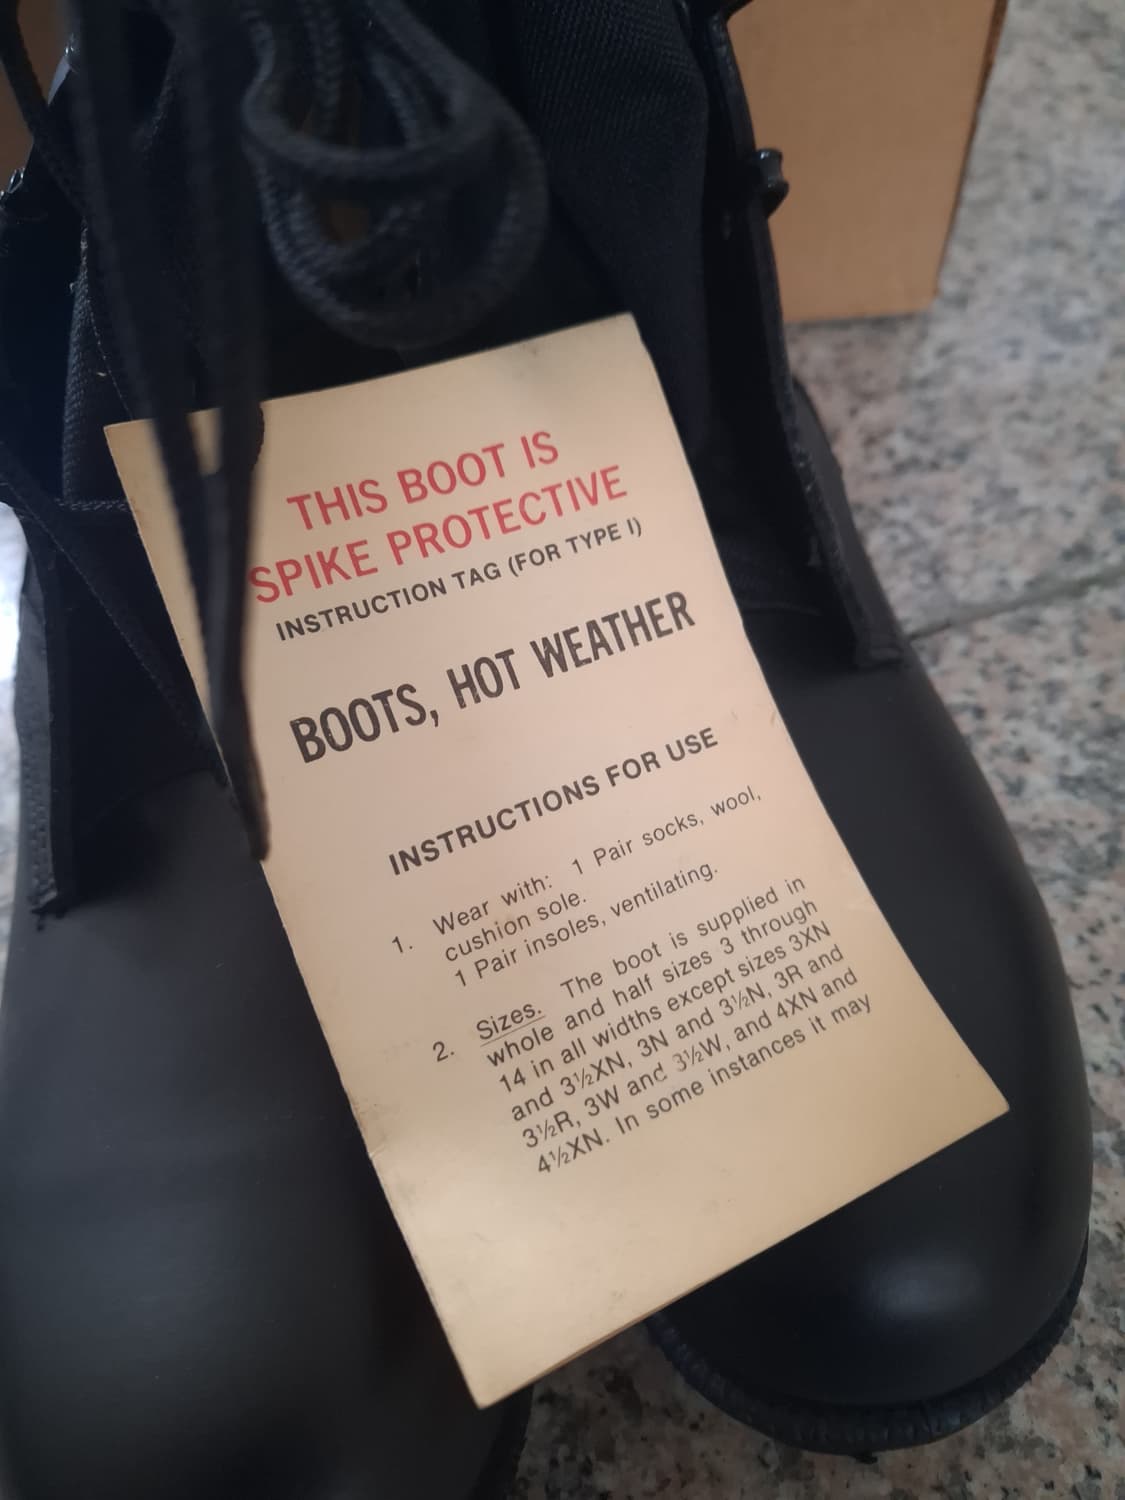 THIS BOOT IS
SPIKE PROTECTIVE
INSTRUCTION TAG (FOR TYPE I)
BOOTS, HOT WEATHER
INSTRUCTIONS FOR USE
1. Wear with: 1 Pair socks, wool,
cushion sole.
1 Pair insoles, ventilating.
2. Sizes. The boot is supplied in
whole and half sizes 3 through
14 in all widths except sizes 3XN
and 3½XN, 3N and 3½N, 3R and
3½R, 3W and 3½W, and 4XN and
4½XN. In some instances it may